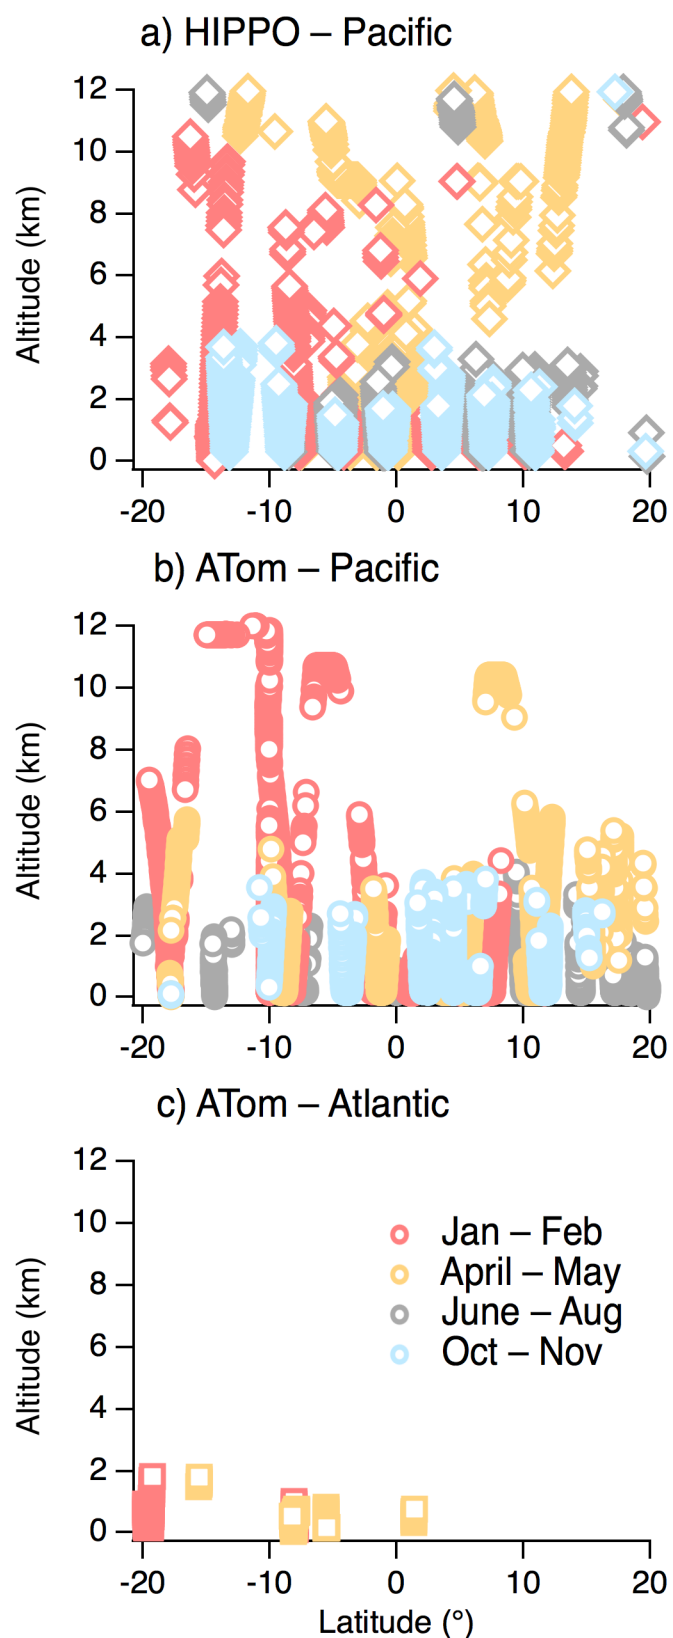 a) HIPPO – Pacific
12
10
8
6
4
2
0
Altitude (km)
-20 -10 0 10 20
b) ATom – Pacific
12
10
8
6
4
2
0
Altitude (km)
-20 -10 0 10 20
c) ATom – Atlantic
12
10
8
6
4
2
0
Altitude (km)
Jan – Feb
April – May
June – Aug
Oct – Nov
-20 -10 0 10 20
Latitude (°)